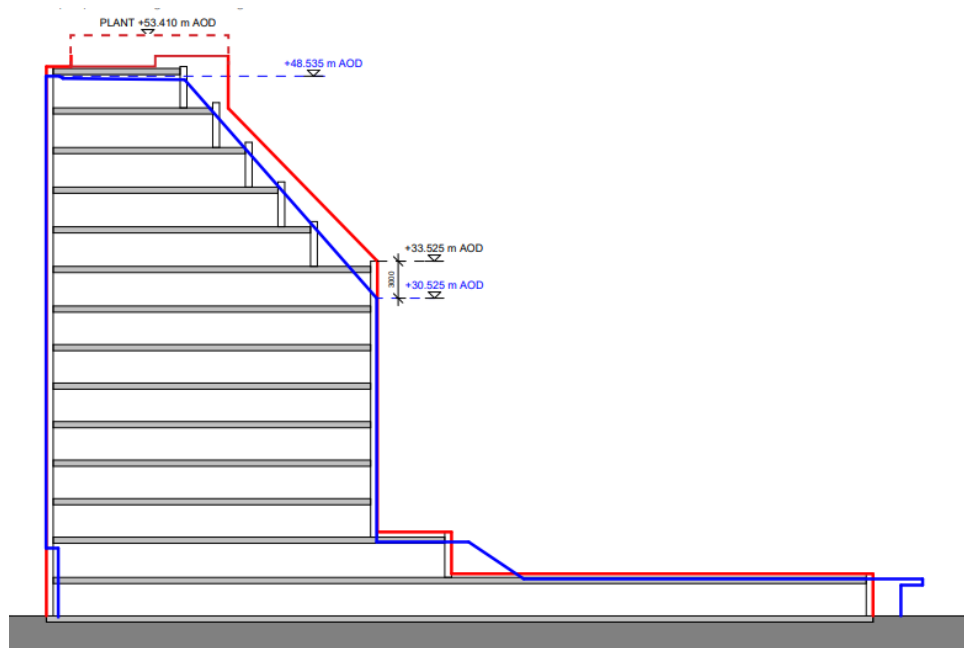 PLANT +53.410 m AOD
+48.535 m AOD
+33.525 m AOD
3000
+30.525 m AOD